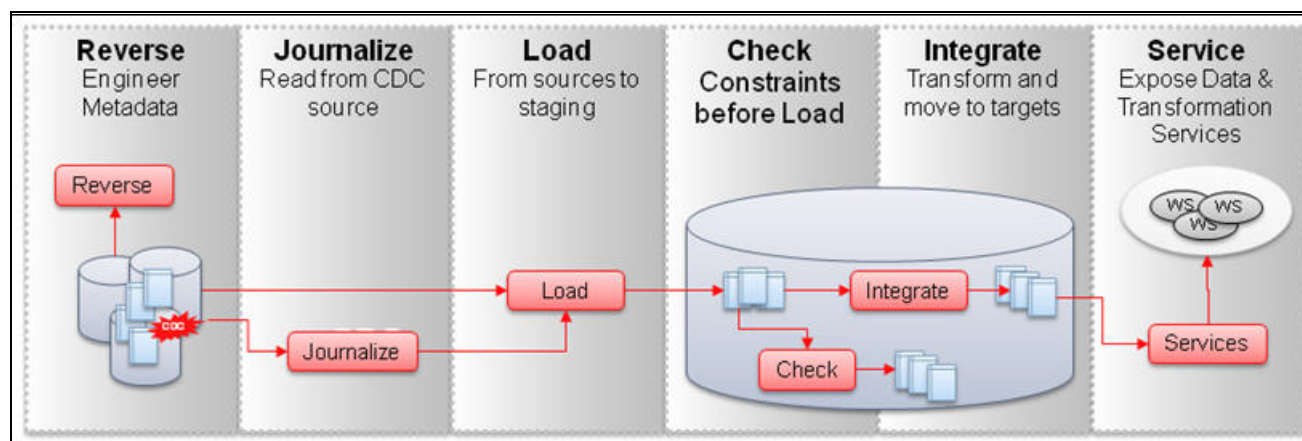 Reverse
Engineer
Metadata
Journalize
Read from CDC
source
Load
From sources to
staging
Check
Constraints
before Load
Integrate
Transform and
move to targets
Service
Expose Data &
Transformation
Services
Reverse
CDC
Journalize
Load
Integrate
Check
Services
WS
WS
WS